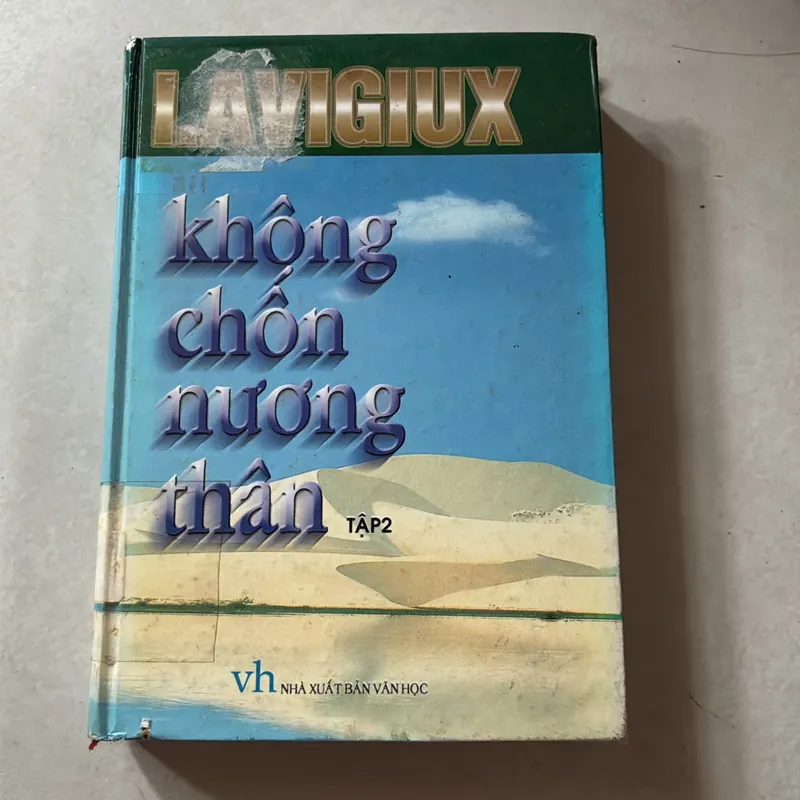 LAVIGIUX
không
chốn
nương
thân TẬP2
vh NHÀ XUẤT BẢN VĂN HỌC